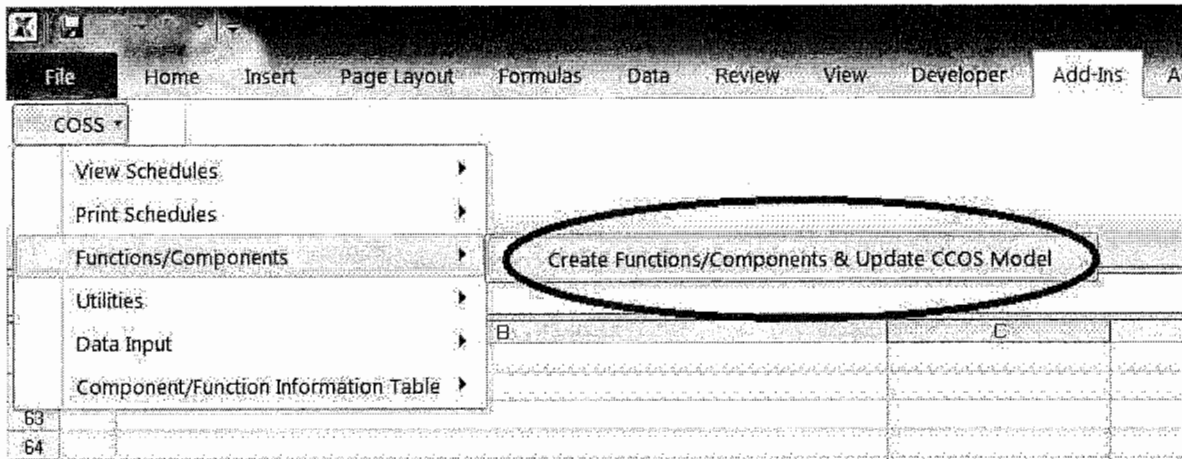 File Home Insert Page Layout Formulas Data Review View Developer Add-Ins A
COSS
View Schedules
Print Schedules
Functions/Components
Create Functions/Components & Update CCOS Model
Utilities
B C
Data Input
Component/Function Information Table
63
64